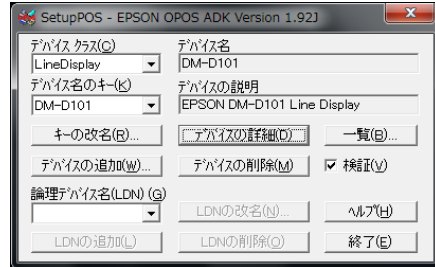 SetupPOS - EPSON OPOS ADK Version 1.92J
ﾃﾞﾊﾞｲｽ ｸﾗｽ(C)
ﾃﾞﾊﾞｲｽ名
LineDisplay
DM-D101
ﾃﾞﾊﾞｲｽ名のｷｰ(K)
ﾃﾞﾊﾞｲｽの説明
DM-D101
EPSON DM-D101 Line Display
ｷｰの改名(R)...
ﾃﾞﾊﾞｲｽの詳細(D)...
一覧(B)...
ﾃﾞﾊﾞｲｽの追加(W)...
ﾃﾞﾊﾞｲｽの削除(M)
検証(V)
論理ﾃﾞﾊﾞｲｽ名(LDN) (G)
LDNの改名(N)...
ﾍﾙﾌﾟ(H)
LDNの追加(L)
LDNの削除(O)
終了(E)